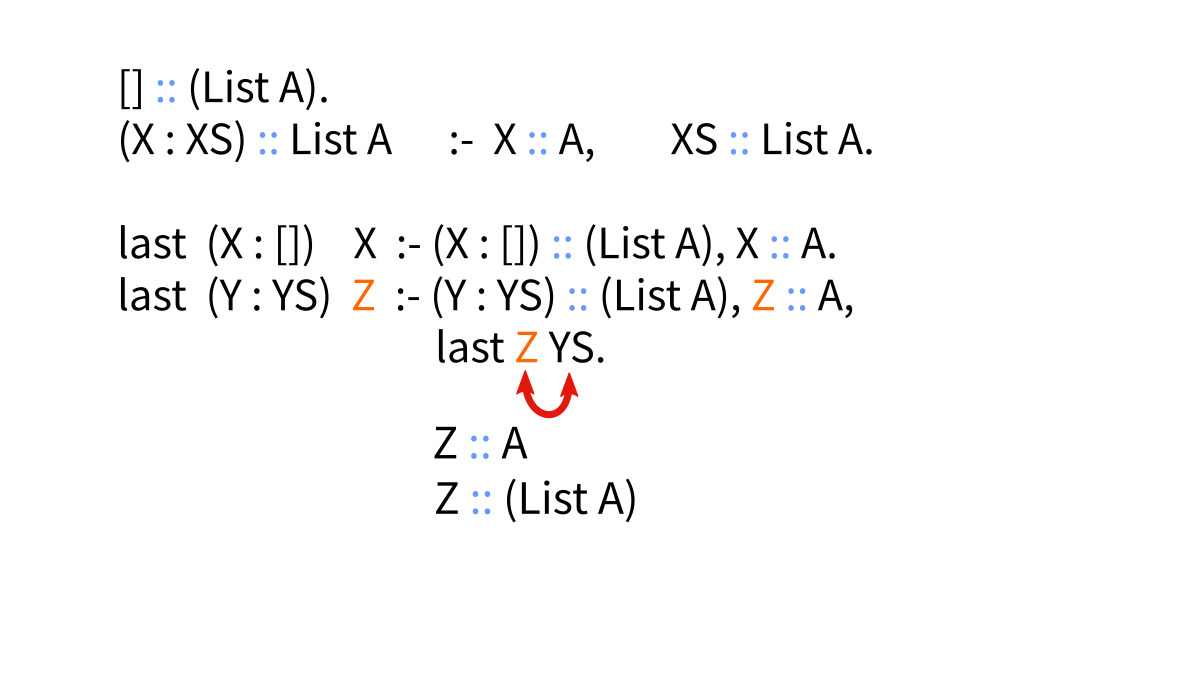 [] :: (List A).
(X : XS) :: List A :- X :: A, XS :: List A.
last (X : []) X :- (X : []) :: (List A), X :: A.
last (Y : YS) Z :- (Y : YS) :: (List A), Z :: A,
last Z YS.
Z :: A
Z :: (List A)